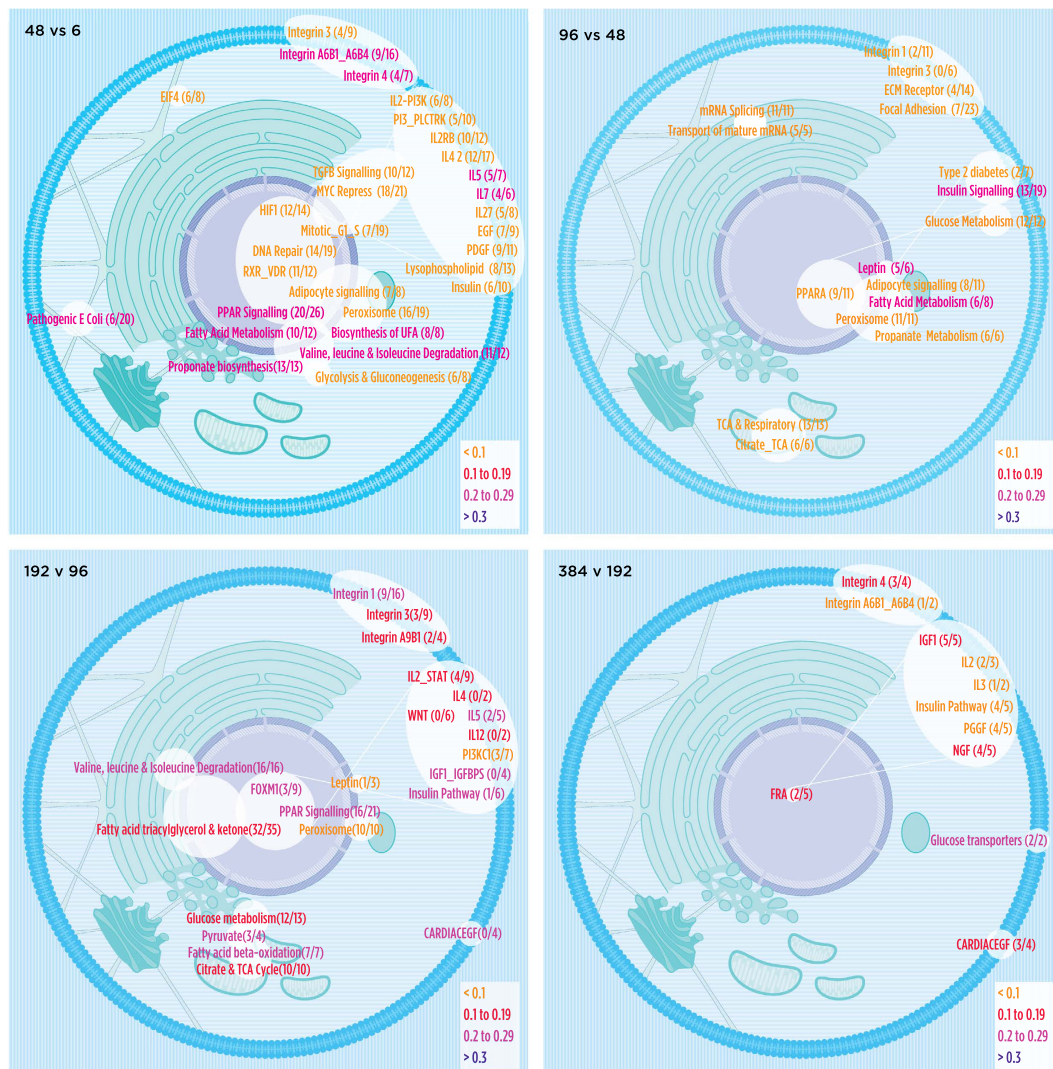 48 vs 6
Integrin 3 (4/9)
Integrin A6B1_A6B4 (9/16)
Integrin 4 (4/7)
EIF4 (6/8)
IL2-PI3K (6/8)
PI3_PLCTRK (5/10)
IL2RB (10/12)
IL4 2 (12/17)
TGFB Signalling (10/12)
IL5 (5/7)
MYC Repress (18/21)
IL7 (4/6)
HIF1 (12/14)
IL27 (5/8)
Mitotic_G1_S (7/19)
EGF (7/9)
DNA Repair (14/19)
PDGF (9/11)
RXR_VDR (11/12)
Lysophospholipid (8/13)
Adipocyte signalling (7/8)
Insulin (6/10)
PPAR Signalling (20/26)
Peroxisome (16/19)
Pathogenic E Coli (6/20)
Fatty Acid Metabolism (10/12)
Biosynthesis of UFA (8/8)
Valine, leucine & Isoleucine Degradation (11/12)
Proponate biosynthesis(13/13)
Glycolysis & Gluconeogenesis (6/8)
< 0.1
0.1 to 0.19
0.2 to 0.29
> 0.3
96 vs 48
Integrin 1 (2/11)
Integrin 3 (0/6)
ECM Receptor (4/14)
Focal Adhesion (7/23)
mRNA Splicing (11/11)
Transport of mature mRNA (5/5)
Type 2 diabetes (2/7)
Insulin Signalling (13/19)
Glucose Metabolism (12/12)
Leptin (5/6)
Adipocyte signalling (8/11)
PPARA (9/11)
Fatty Acid Metabolism (6/8)
Peroxisome (11/11)
Propanate Metabolism (6/6)
TCA & Respiratory (13/13)
Citrate_TCA (6/6)
< 0.1
0.1 to 0.19
0.2 to 0.29
> 0.3
192 v 96
Integrin 1 (9/16)
Integrin 3(3/9)
Integrin A9B1 (2/4)
IL2_STAT (4/9)
IL4 (0/2)
WNT (0/6)
IL5 (2/5)
IL12 (0/2)
PI3KC1(3/7)
Valine, leucine & Isoleucine Degradation(16/16)
IGF1_IGFBPS (0/4)
Leptin(1/3)
FOXM1(3/9)
Insulin Pathway (1/6)
PPAR Signalling(16/21)
Fatty acid triacylglycerol & ketone(32/35)
Peroxisome(10/10)
Glucose metabolism(12/13)
Pyruvate(3/4)
CARDIACEGF(0/4)
Fatty acid beta-oxidation(7/7)
Citrate & TCA Cycle(10/10)
< 0.1
0.1 to 0.19
0.2 to 0.29
> 0.3
384 v 192
Integrin 4 (3/4)
Integrin A6B1_A6B4 (1/2)
IGF1 (5/5)
IL2 (2/3)
IL3 (1/2)
Insulin Pathway (4/5)
PGGF (4/5)
NGF (4/5)
FRA (2/5)
Glucose transporters (2/2)
CARDIACEGF (3/4)
< 0.1
0.1 to 0.19
0.2 to 0.29
> 0.3